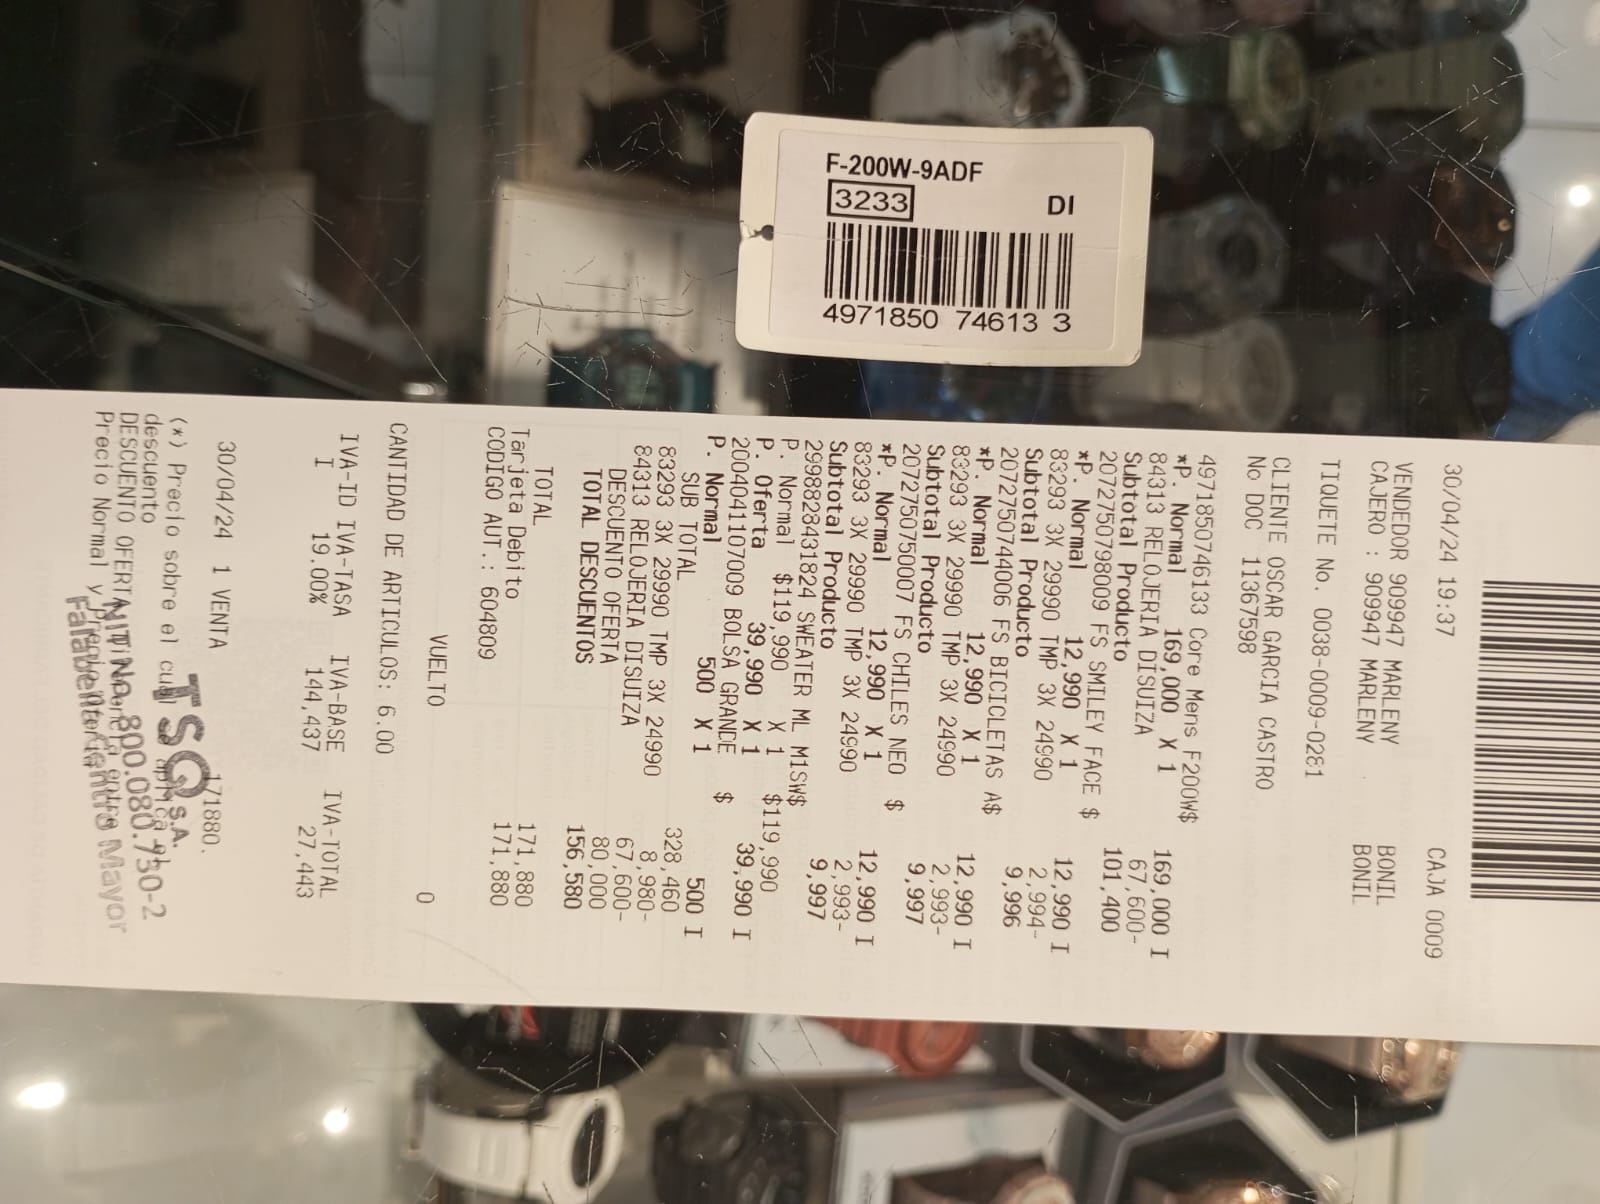 F-200W-9ADF
3233 DI
4971850 74613 3
30/04/24 19:37 CAJA 0009
VENDEDOR 909947 MARLENY BONIL
CAJERO : 909947 MARLENY BONIL
TIQUETE No. 0038-0009-0281
CLIENTE OSCAR GARCIA CASTRO
No DOC 11367598
4971850746133 Core Mens F200W$
*P. Normal 169,000 X 1 169,000 I
84313 RELOJERIA DISUIZA 67,600-
Subtotal Producto 101,400
2072750798009 FS SMILEY FACE $
*P. Normal 12,990 X 1 12,990 I
83293 3X 29990 TMP 3X 24990 2,994-
Subtotal Producto 9,996
2072750744006 FS BICICLETAS A$
*P. Normal 12,990 X 1 12,990 I
83293 3X 29990 TMP 3X 24990 2,993-
Subtotal Producto 9,997
2072750750007 FS CHILES NEO $
*P. Normal 12,990 X 1 12,990 I
83293 3X 29990 TMP 3X 24990 2,993-
Subtotal Producto 9,997
2998828431824 SWEATER ML M1SW$
P. Normal $119,990 X 1 $119,990
P. Oferta 39,990 X 1 39,990 I
2004041107009 BOLSA GRANDE $
P. Normal 500 X 1 500 I
SUB TOTAL 328,460
83293 3X 29990 TMP 3X 24990 8,980-
84313 RELOJERIA DISUIZA 67,600-
DESCUENTO OFERTA 80,000
TOTAL DESCUENTOS 156,580
TOTAL 171,880
Tarjeta Debito 171,880
CODIGO AUT.: 604809
VUELTO 0
CANTIDAD DE ARTICULOS: 6.00
IVA-ID IVA-TASA IVA-BASE IVA-TOTAL
I 19.00% 144,437 27,443
30/04/24 1 VENTA 171880.
(*) Precio sobre el cual aplica el
descuento
DESCUENTO OFERTA
Precio Normal y
TSO S.A.
NIT No. 800.080.730-2
Falabella Centro Mayor